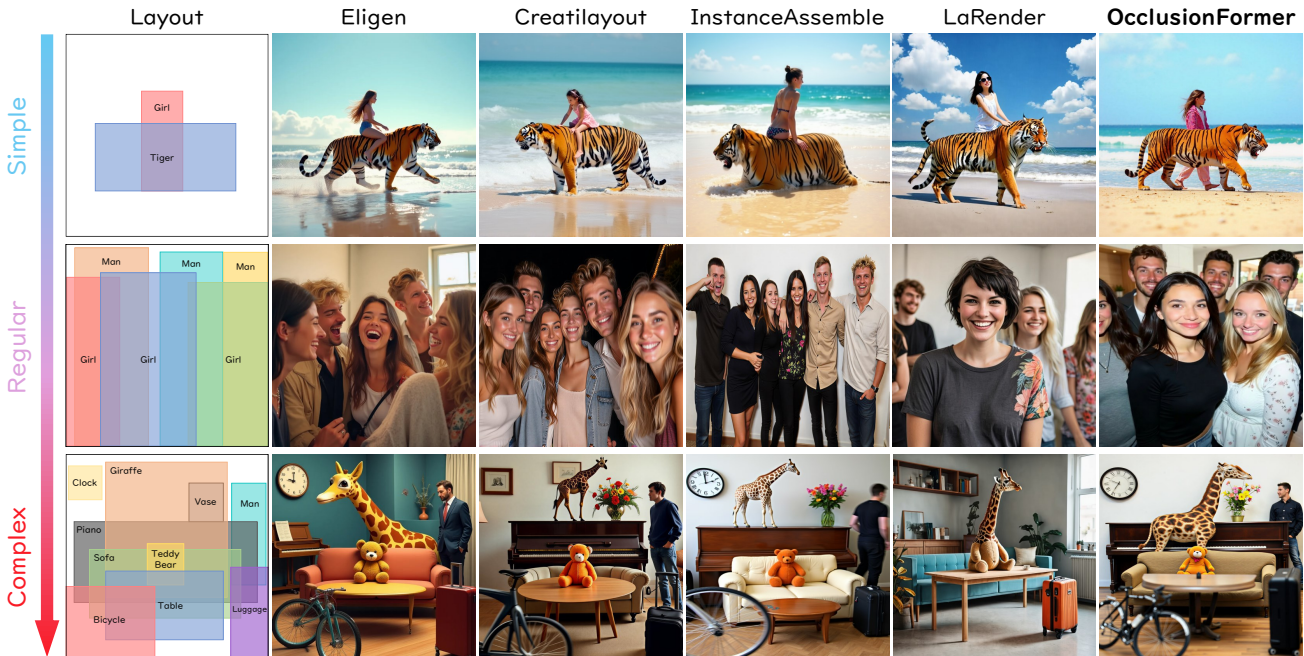 Layout
Eligen
Creatilayout
InstanceAssemble
LaRender
OcclusionFormer
Simple
Girl
Tiger
Regular
Man
Man
Man
Girl
Girl
Girl
Complex
Clock
Giraffe
Vase
Man
Piano
Sofa
Teddy
Bear
Table
Luggage
Bicycle